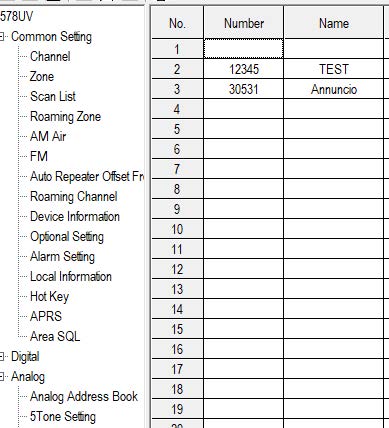 578UV
Common Setting
Channel
Zone
Scan List
Roaming Zone
AM Air
FM
Auto Repeater Offset Fr
Roaming Channel
Device Information
Optional Setting
Alarm Setting
Local Information
Hot Key
APRS
Area SQL
Digital
Analog
Analog Address Book
5Tone Setting
No. Number Name
1
2 12345 TEST
3 30531 Annuncio
4
5
6
7
8
9
10
11
12
13
14
15
16
17
18
19